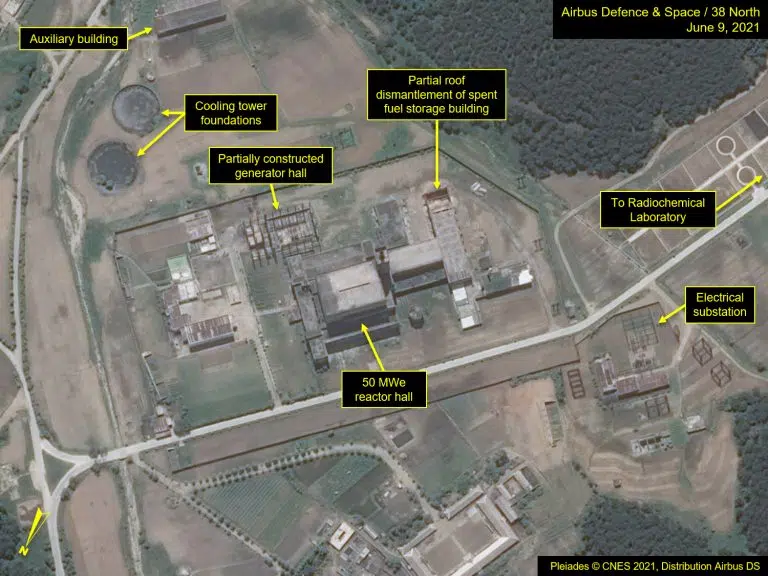 Airbus Defence & Space / 38 North
June 9, 2021
Auxiliary building
Cooling tower
foundations
Partial roof
dismantlement of spent
fuel storage building
Partially constructed
generator hall
To Radiochemical
Laboratory
Electrical
substation
50 MWe
reactor hall
N
Pleiades © CNES 2021, Distribution Airbus DS